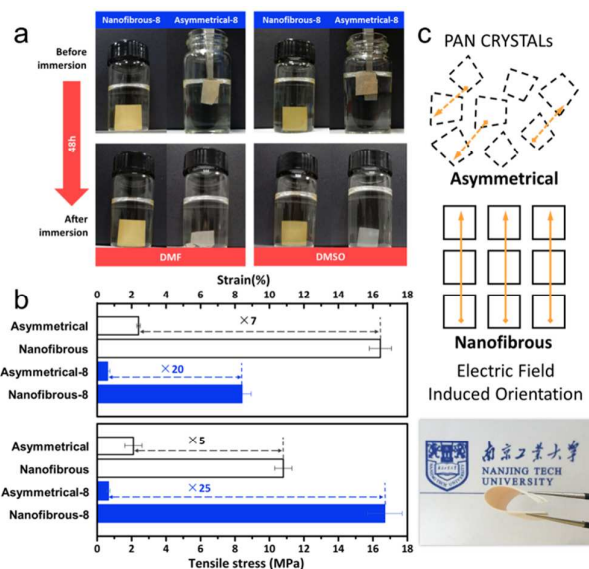 a
Nanofibrous-8 Asymmetrical-8 Nanofibrous-8 Asymmetrical-8
Before
immersion
48h
After
immersion
DMF DMSO
b
Strain(%)
0 2 4 6 8 10 12 14 16 18
Asymmetrical
×7
Nanofibrous
Asymmetrical-8
×20
Nanofibrous-8
Asymmetrical
×5
Nanofibrous
Asymmetrical-8
×25
Nanofibrous-8
0 2 4 6 8 10 12 14 16 18
Tensile stress (MPa)
c
PAN CRYSTALs
Asymmetrical
Nanofibrous
Electric Field
Induced Orientation
南京工业大学
NANJING TECH
UNIVERSITY